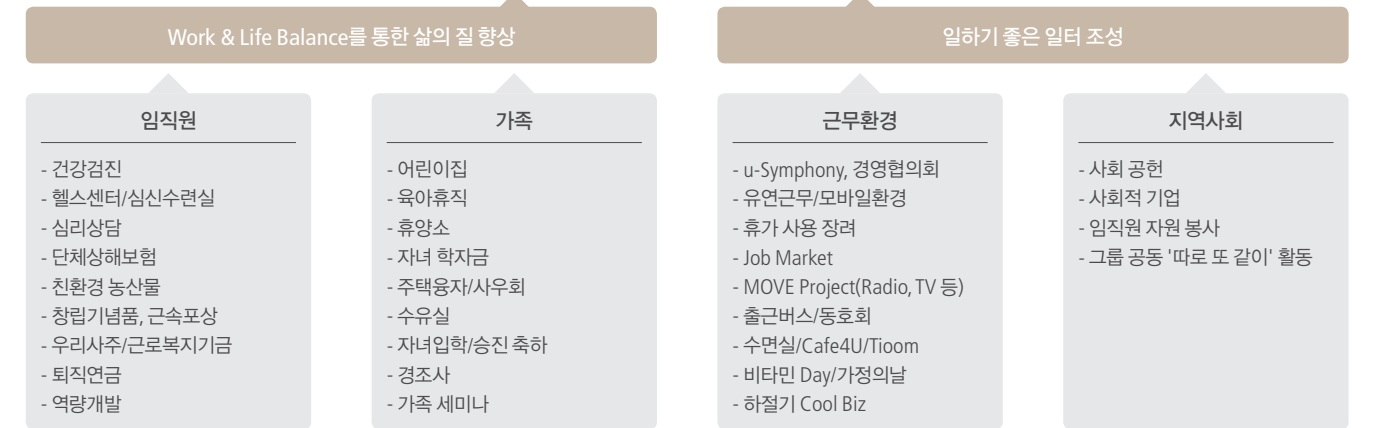 Work & Life Balance를 통한 삶의 질 향상
일하기 좋은 일터 조성
임직원
- 건강검진
- 헬스센터/심신수련실
- 심리상담
- 단체상해보험
- 친환경 농산물
- 창립기념품, 근속포상
- 우리사주/근로복지기금
- 퇴직연금
- 역량개발
가족
- 어린이집
- 육아휴직
- 휴양소
- 자녀 학자금
- 주택융자/사우회
- 수유실
- 자녀입학/승진 축하
- 경조사
- 가족 세미나
근무환경
- u-Symphony, 경영협의회
- 유연근무/모바일환경
- 휴가 사용 장려
- Job Market
- MOVE Project(Radio, TV 등)
- 출근버스/동호회
- 수면실/Cafe4U/Tioom
- 비타민 Day/가정의날
- 하절기 Cool Biz
지역사회
- 사회 공헌
- 사회적 기업
- 임직원 자원 봉사
- 그룹 공동 '따로 또 같이' 활동